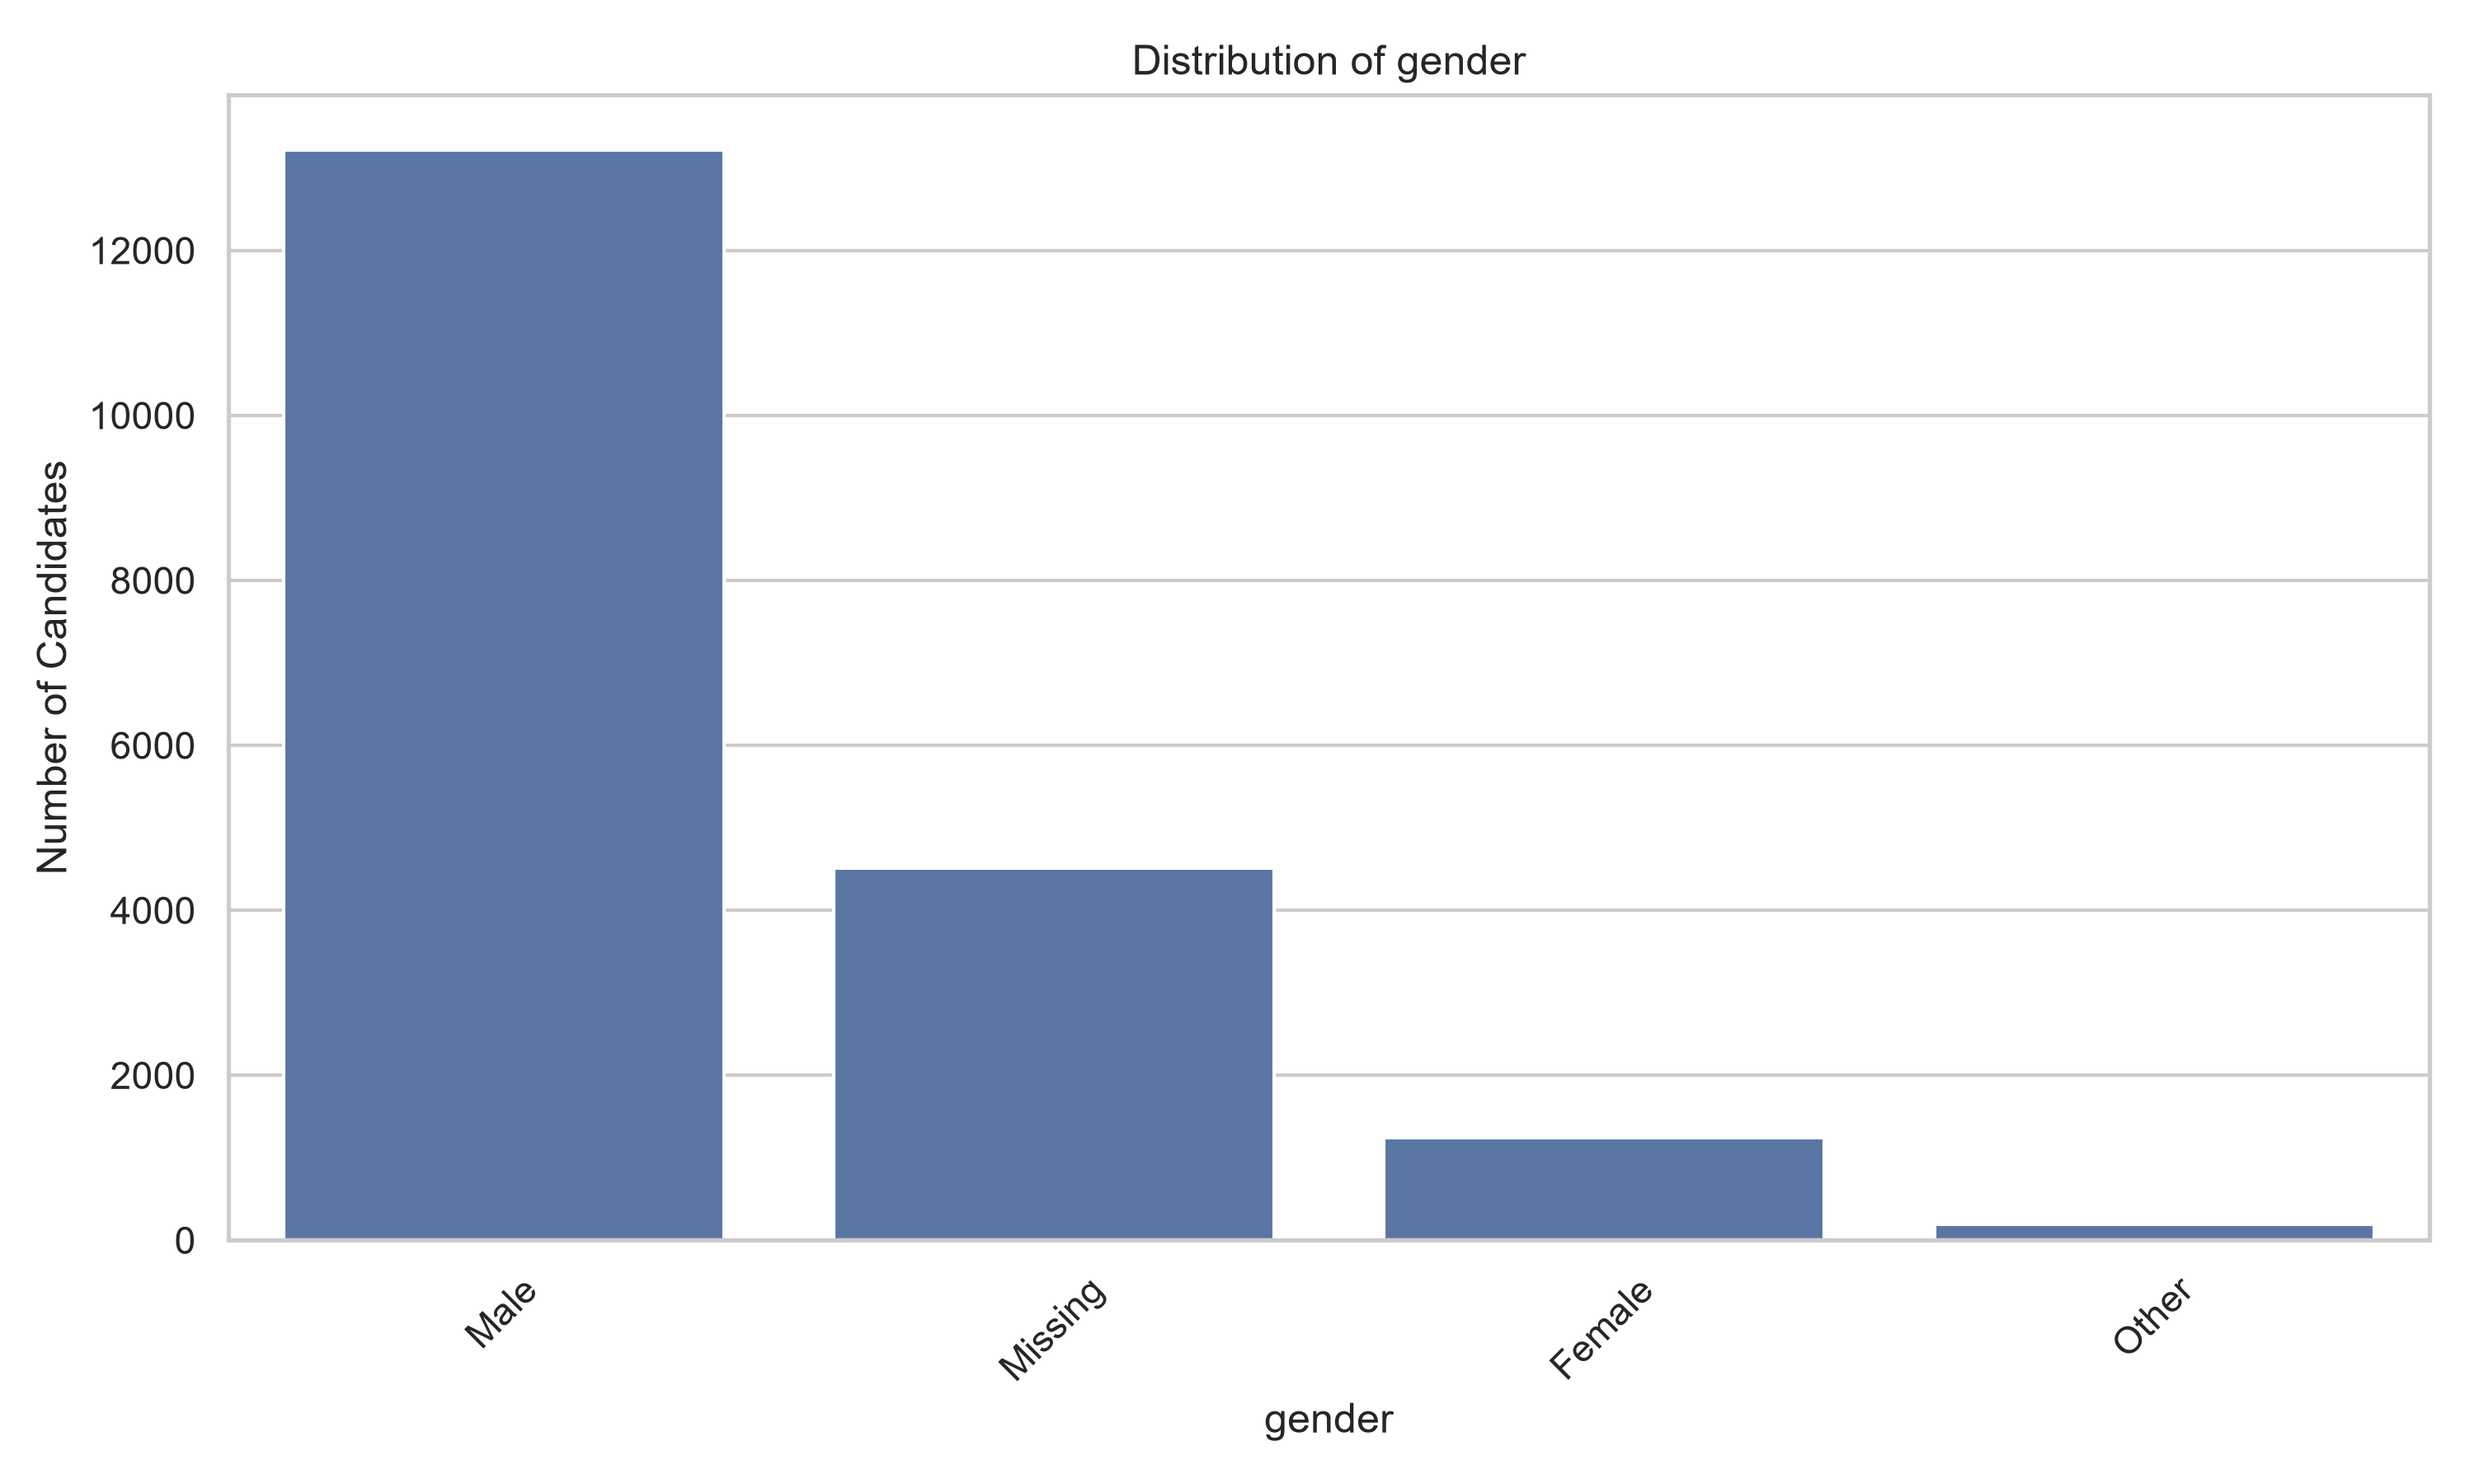 Distribution of gender
Number of Candidates
12000
10000
8000
6000
4000
2000
0
Male
Missing
Female
Other
gender